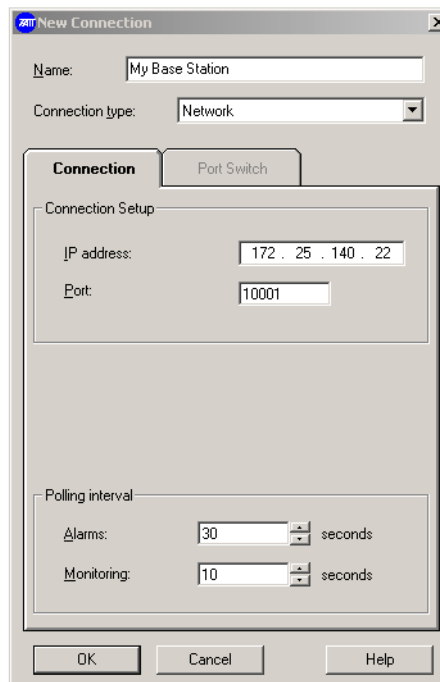 TAIT New Connection
Name: My Base Station
Connection type: Network
Connection Port Switch
Connection Setup
IP address: 172 . 25 . 140 . 22
Port: 10001
Polling interval
Alarms: 30 seconds
Monitoring: 10 seconds
OK Cancel Help